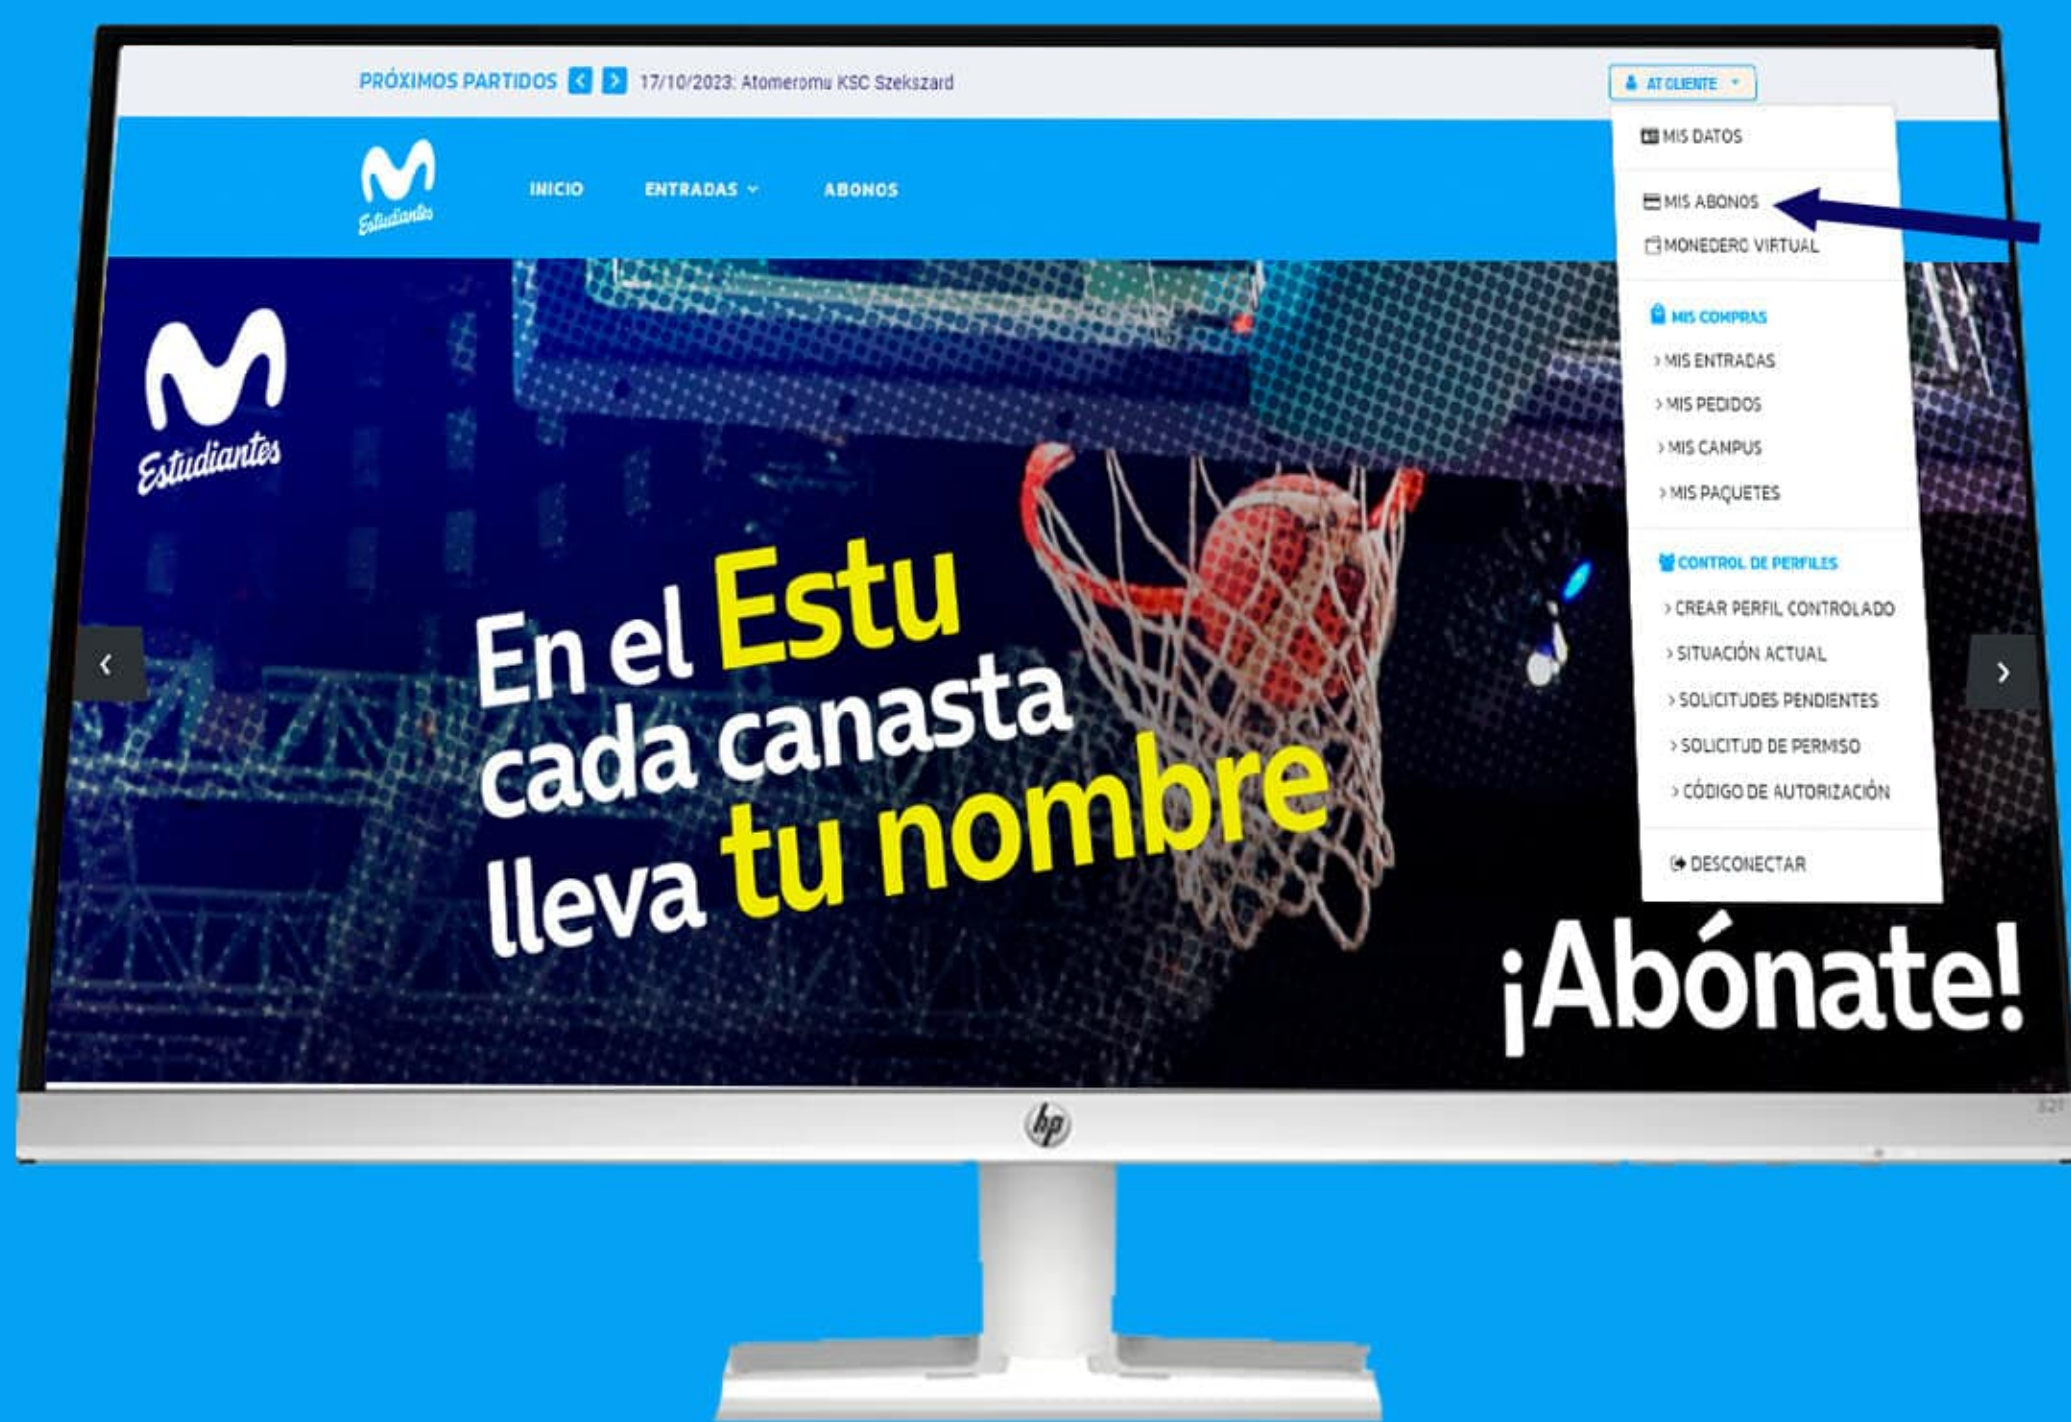 PRÓXIMOS PARTIDOS 17/10/2023: Atomeromu KSC Szekszard
AT CLIENTE
Estudiantes
INICIO
ENTRADAS
ABONOS
MIS DATOS
MIS ABONOS
MONEDERO VIRTUAL
MIS COMPRAS
> MIS ENTRADAS
> MIS PEDIDOS
> MIS CAMPUS
> MIS PAQUETES
CONTROL DE PERFILES
> CREAR PERFIL CONTROLADO
> SITUACIÓN ACTUAL
> SOLICITUDES PENDIENTES
> SOLICITUD DE PERMISO
> CÓDIGO DE AUTORIZACIÓN
DESCONECTAR
Estudiantes
En el Estu
cada canasta
lleva tu nombre
¡Abónate!
hp